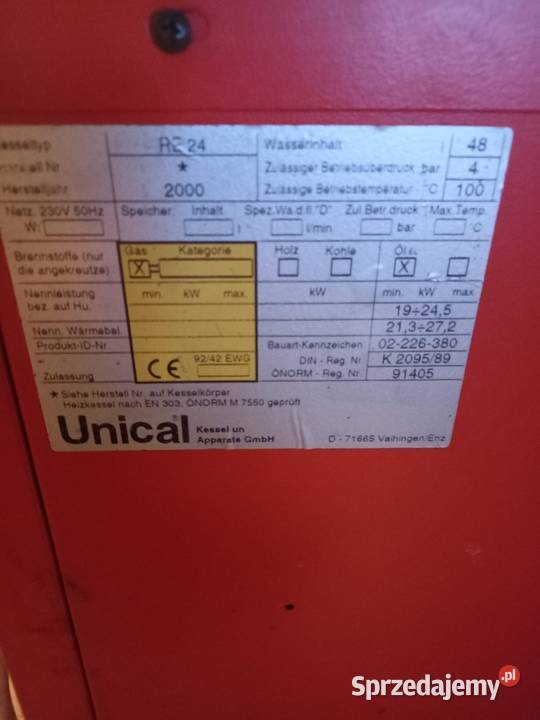 esseltyp RE 24 Wasserinhalt l 48
ell Nr * Zulässiger Betriebsüberdruck bar 4
Herstelljahr 2000 Zulässige Betriebstemperatur °C 100
Netz. 230V 50Hz Speicher: Inhalt Spez.Wa.d.fl."D" Zul Betr.druck Max.Temp.
W: l l/min. bar °C
Brennstoffe (nur die angekreutze) Gas Kategorie Holz Kohle Öl EL
X X
Nennleistung bez. auf Hu. min. kW max. kW min. kW max.
19÷24,5
Nenn. Wärmebel. 21,3÷27,2
Produkt-ID-Nr. Bauart-Kennzeichen 02-226-380
92/42 EWG DIN - Reg Nr K 2095/89
Zulassung CE ÖNORM - Reg. Nr. 91405
* Siehe Herstell Nr. auf Kesselkörper
Heizkessel nach EN 303, ÖNORM M 7550 geprüft
Unical Kessel un
Apparate GmbH D - 71665 Vaihingen/Enz
Sprzedajemy.pl